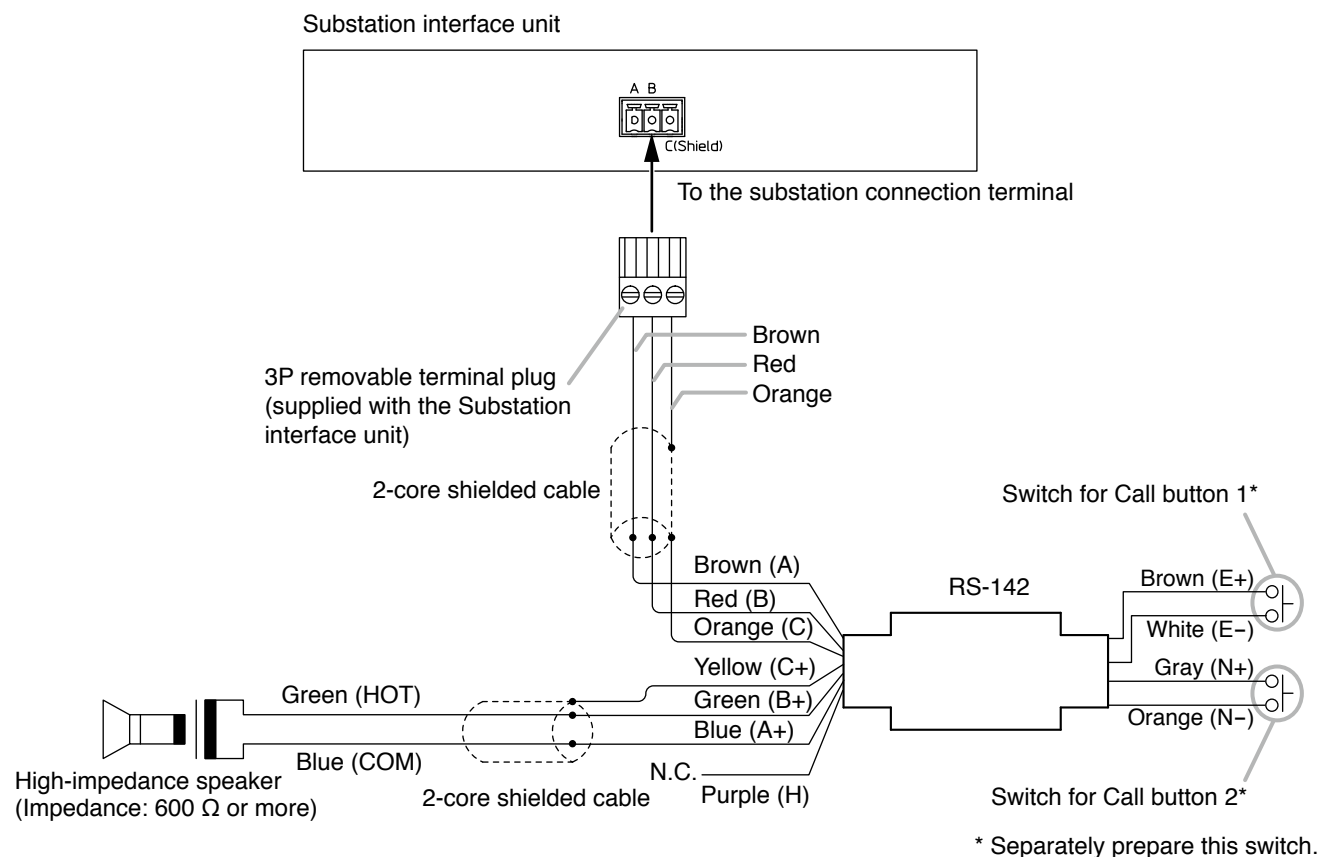 Substation interface unit
A B
C(Shield)
To the substation connection terminal
Brown
Red
Orange
3P removable terminal plug
(supplied with the Substation
interface unit)
2-core shielded cable
Switch for Call button 1*
Brown (A)
Red (B)
Orange (C)
Yellow (C+)
Green (B+)
Blue (A+)
N.C.
Purple (H)
RS-142
Brown (E+)
White (E−)
Gray (N+)
Orange (N−)
Green (HOT)
Blue (COM)
High-impedance speaker
(Impedance: 600 Ω or more)
2-core shielded cable
Switch for Call button 2*
* Separately prepare this switch.